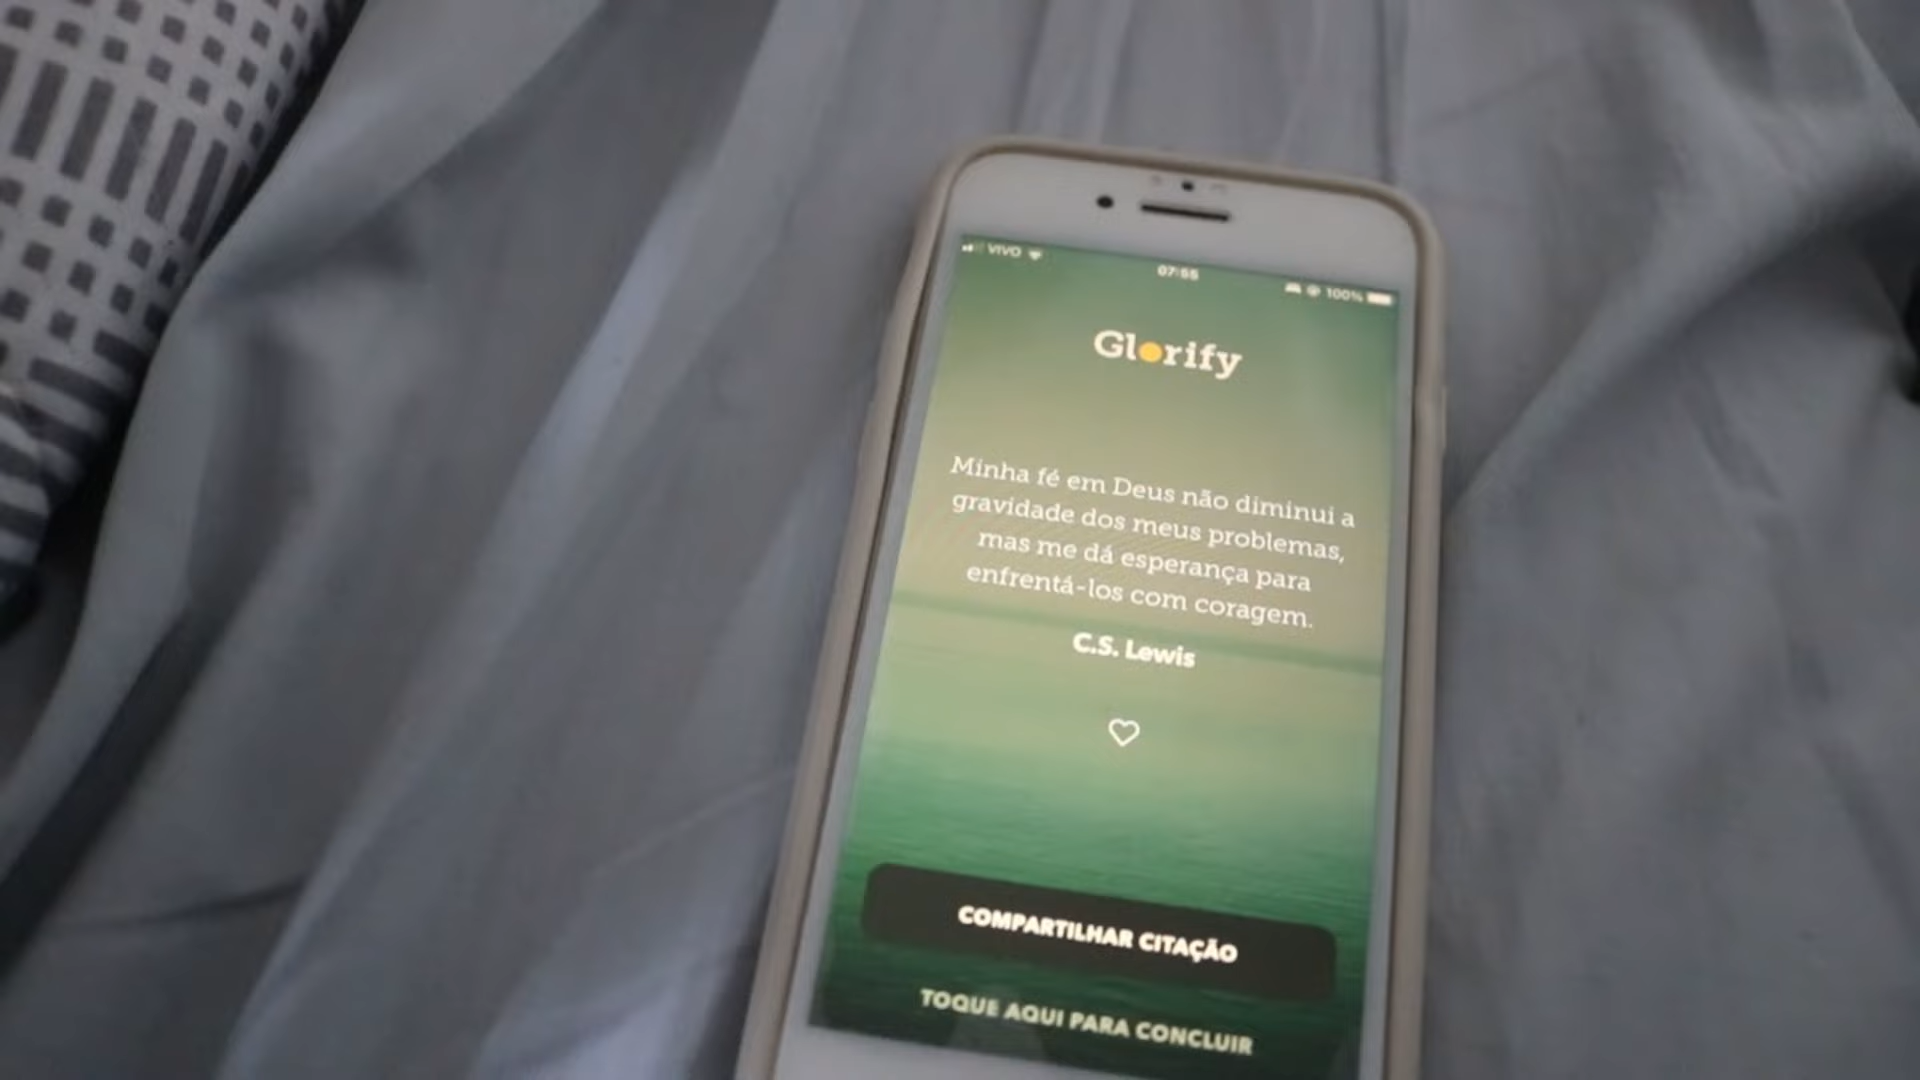 VIVO
07:55
100%
Glorify
Minha fé em Deus não diminui a
gravidade dos meus problemas,
mas me dá esperança para
enfrentá-los com coragem.
C.S. Lewis
COMPARTILHAR CITAÇÃO
TOQUE AQUI PARA CONCLUIR